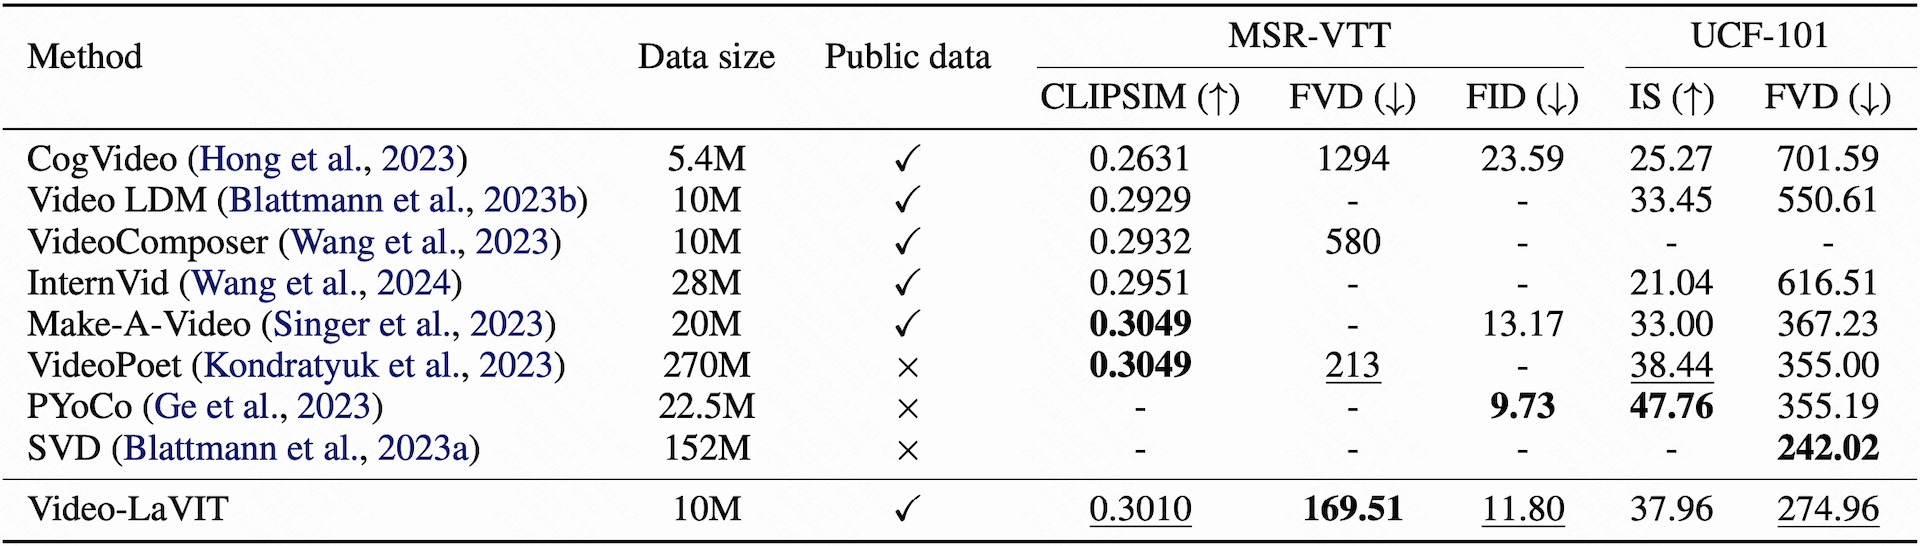 Method Data size Public data MSR-VTT UCF-101
CLIPSIM (↑) FVD (↓) FID (↓) IS (↑) FVD (↓)
CogVideo (Hong et al., 2023) 5.4M ✓ 0.2631 1294 23.59 25.27 701.59
Video LDM (Blattmann et al., 2023b) 10M ✓ 0.2929 - - 33.45 550.61
VideoComposer (Wang et al., 2023) 10M ✓ 0.2932 580 - - -
InternVid (Wang et al., 2024) 28M ✓ 0.2951 - - 21.04 616.51
Make-A-Video (Singer et al., 2023) 20M ✓ 0.3049 - 13.17 33.00 367.23
VideoPoet (Kondratyuk et al., 2023) 270M × 0.3049 213 - 38.44 355.00
PYoCo (Ge et al., 2023) 22.5M × - - 9.73 47.76 355.19
SVD (Blattmann et al., 2023a) 152M × - - - - 242.02
Video-LaVIT 10M ✓ 0.3010 169.51 11.80 37.96 274.96